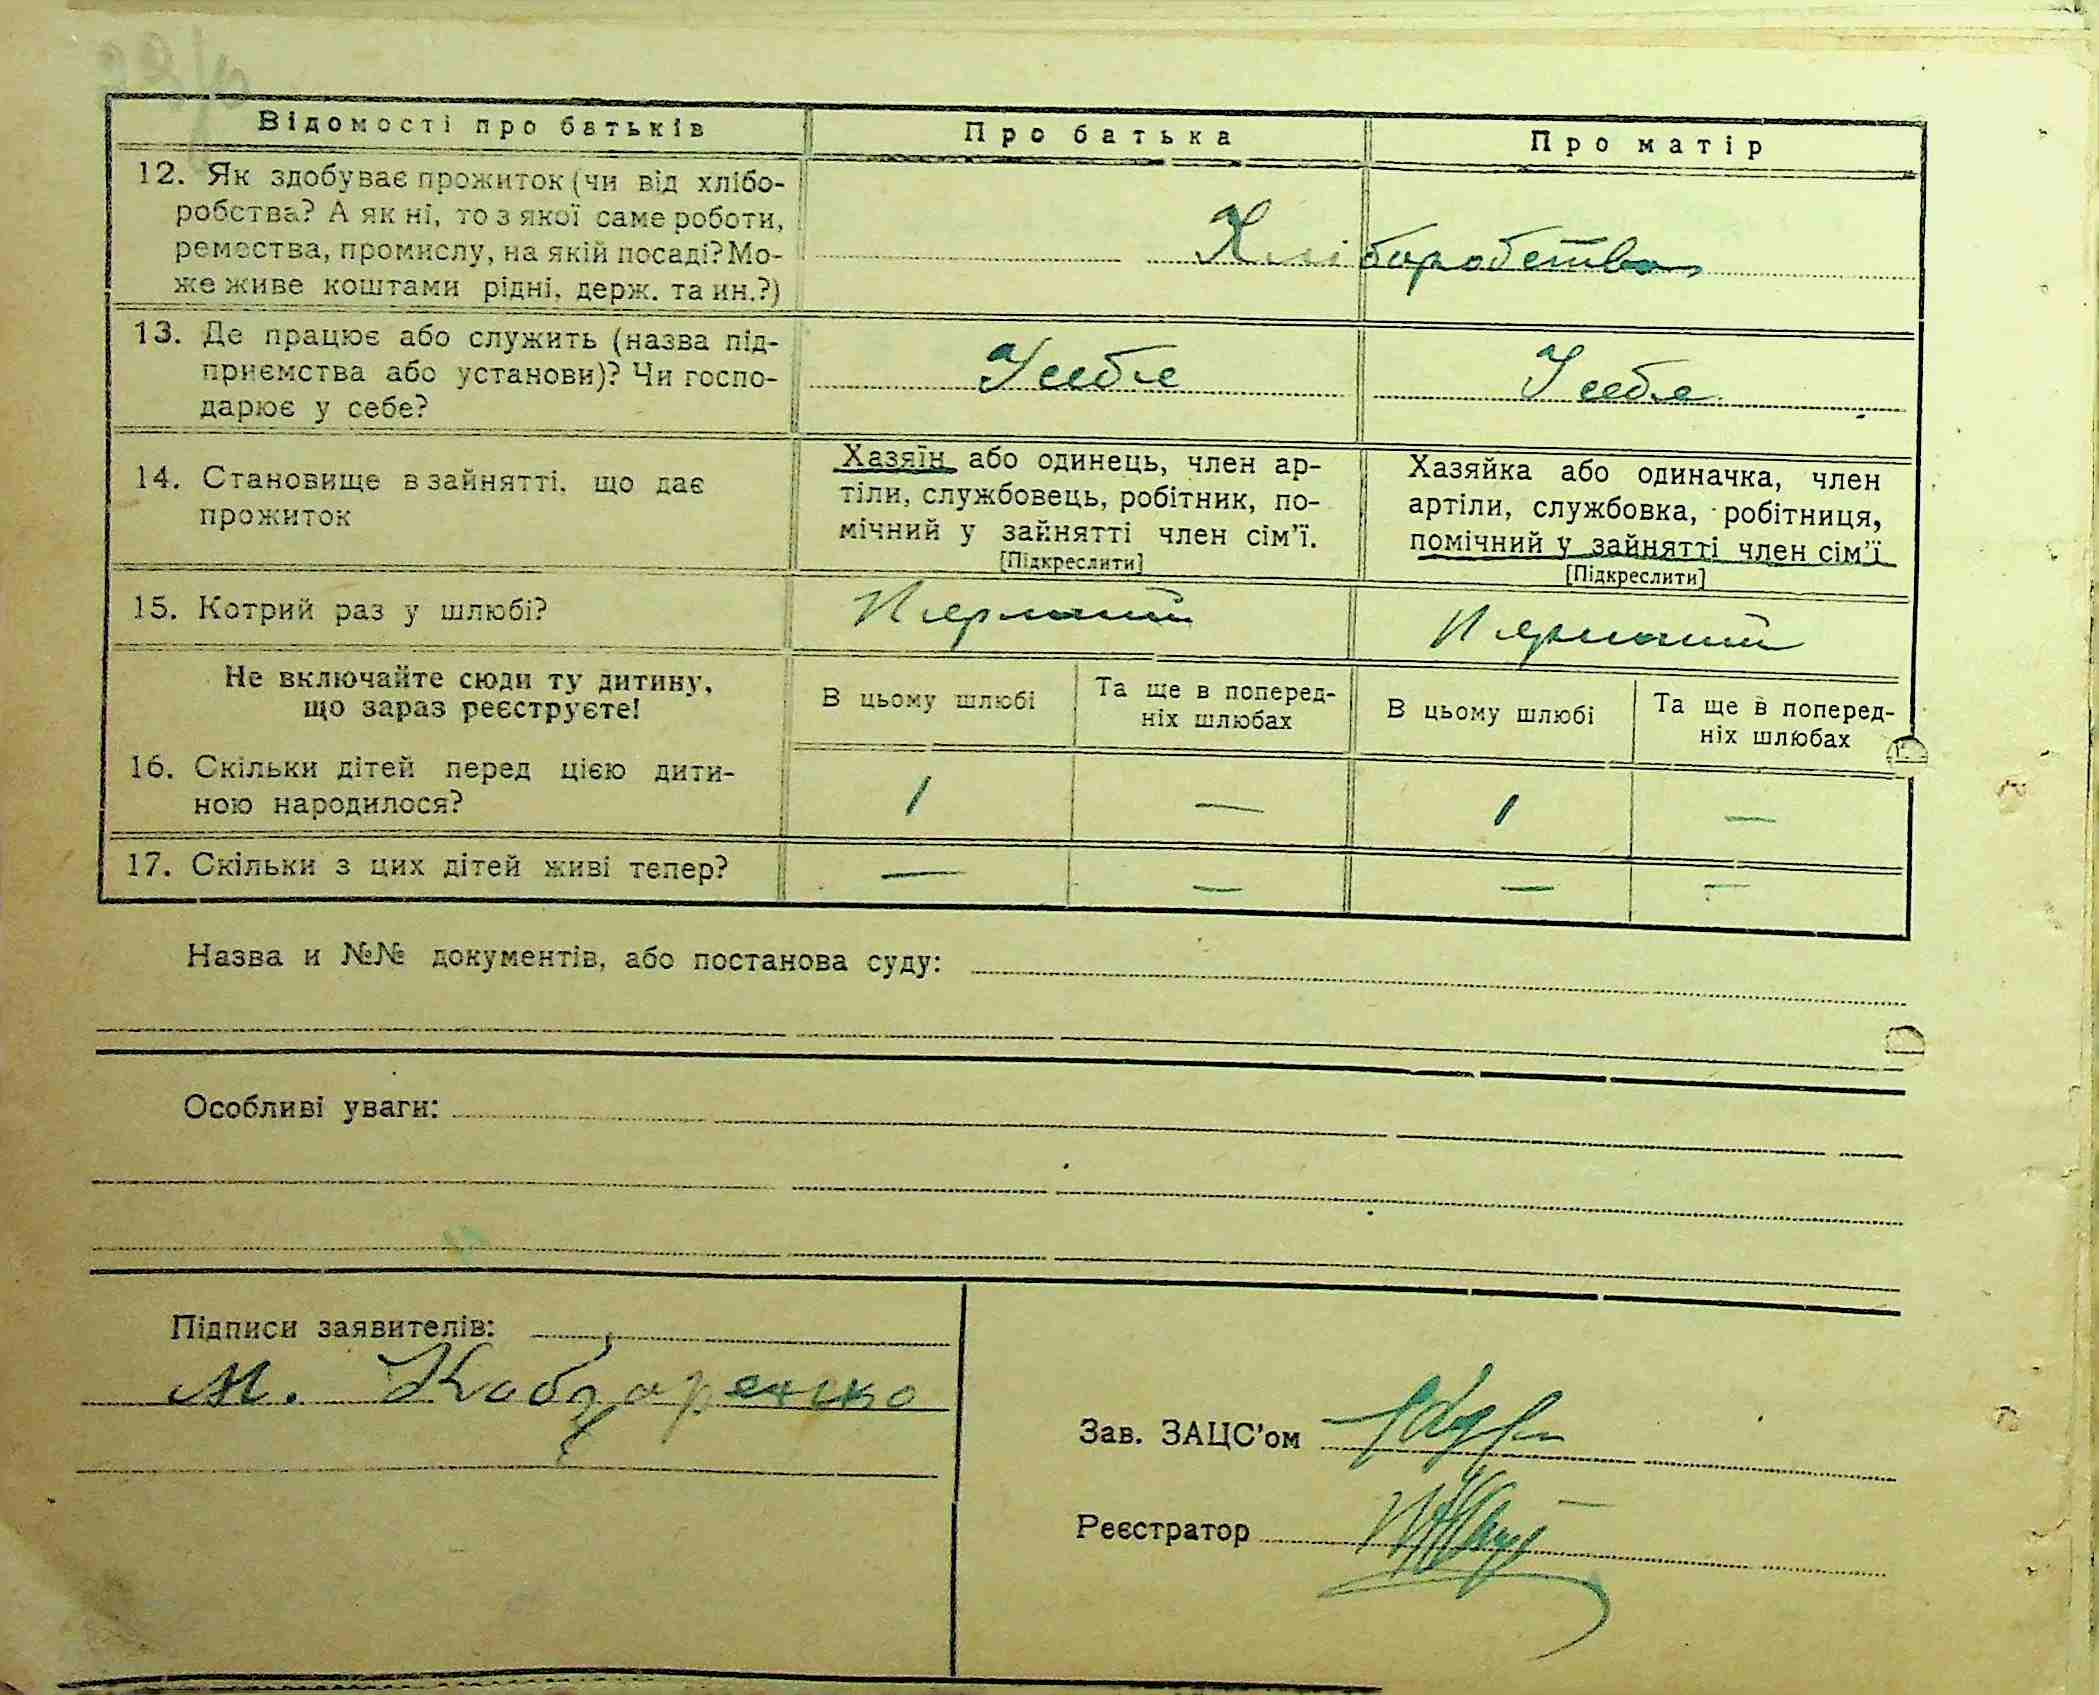 Відомості про батьків
Про батька
Про матір
12. Як здобуває прожиток (чи від хлібо-
робства? А як ні, то з якої саме роботи,
ремества, промислу, на якій посаді? Мо-
же живе коштами рідні, держ. та ин.?)
Хліборобство
13. Де працює або служить (назва під-
приємства або установи)? Чи госпо-
дарює у себе?
У себе
У себе
14. Становище в зайнятті, що дає
прожиток
Хазяїн або одинець, член ар-
тіли, службовець, робітник, по-
мічний у зайнятті член сім'ї.
[Підкреслити]
Хазяйка або одиначка, член
артіли, службовка, робітниця,
помічний у зайнятті член сім'ї
[Підкреслити]
15. Котрий раз у шлюбі?
Перший
Перший
Не включайте сюди ту дитину,
що зараз реєструєте!
В цьому шлюбі
Та ще в поперед-
ніх шлюбах
В цьому шлюбі
Та ще в поперед-
ніх шлюбах
16. Скільки дітей перед цією дити-
ною народилося?
1
—
1
—
17. Скільки з цих дітей живі тепер?
—
—
—
—
Назва и №№ документів, або постанова суду:
Особливі уваги:
Підписи заявителів:
М. Кобзаренко
Зав. ЗАЦС'ом
Реєстратор